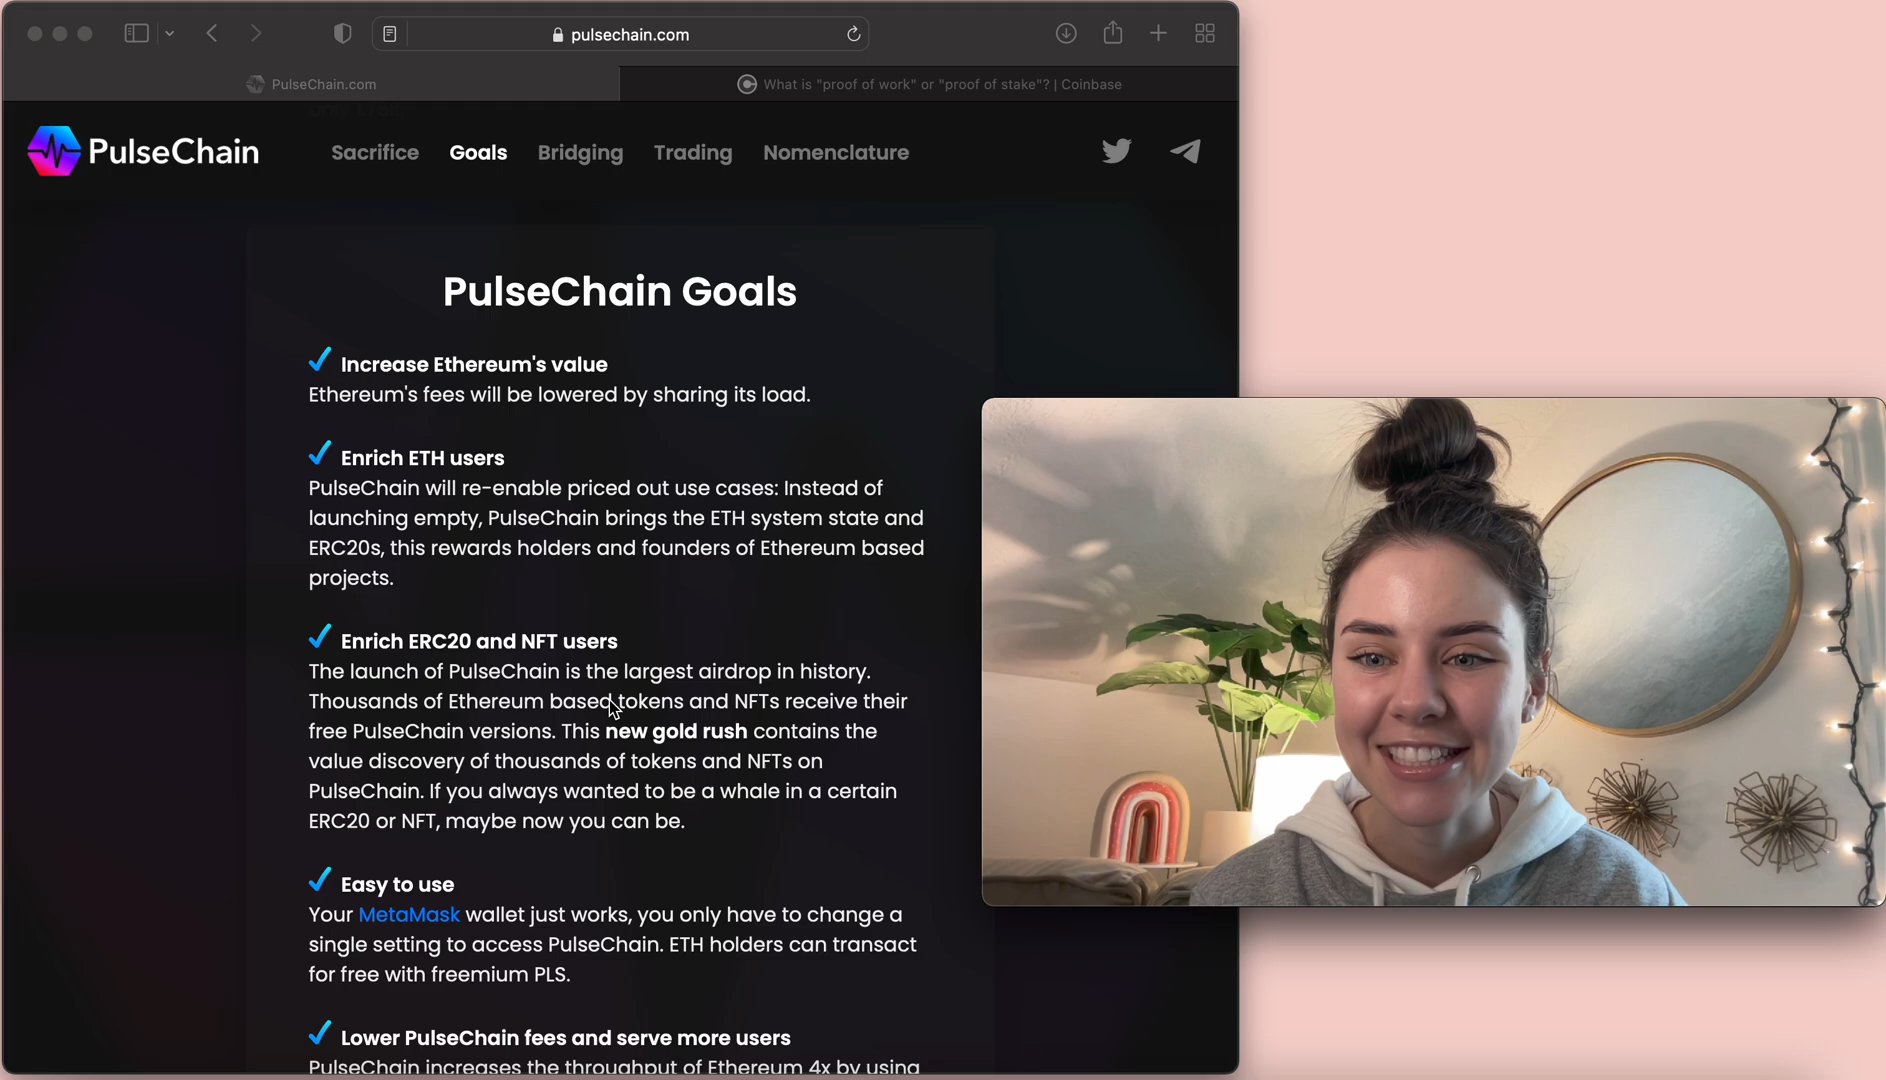 pulsechain.com
PulseChain.com
What is "proof of work" or "proof of stake"? | Coinbase
PulseChain
Sacrifice
Goals
Bridging
Trading
Nomenclature
PulseChain Goals
Increase Ethereum's value
Ethereum's fees will be lowered by sharing its load.
Enrich ETH users
PulseChain will re-enable priced out use cases: Instead of
launching empty, PulseChain brings the ETH system state and
ERC20s, this rewards holders and founders of Ethereum based
projects.
Enrich ERC20 and NFT users
The launch of PulseChain is the largest airdrop in history.
Thousands of Ethereum based tokens and NFTs receive their
free PulseChain versions. This new gold rush contains the
value discovery of thousands of tokens and NFTs on
PulseChain. If you always wanted to be a whale in a certain
ERC20 or NFT, maybe now you can be.
Easy to use
Your MetaMask wallet just works, you only have to change a
single setting to access PulseChain. ETH holders can transact
for free with freemium PLS.
Lower PulseChain fees and serve more users
PulseChain increases the throughput of Ethereum 4x by using